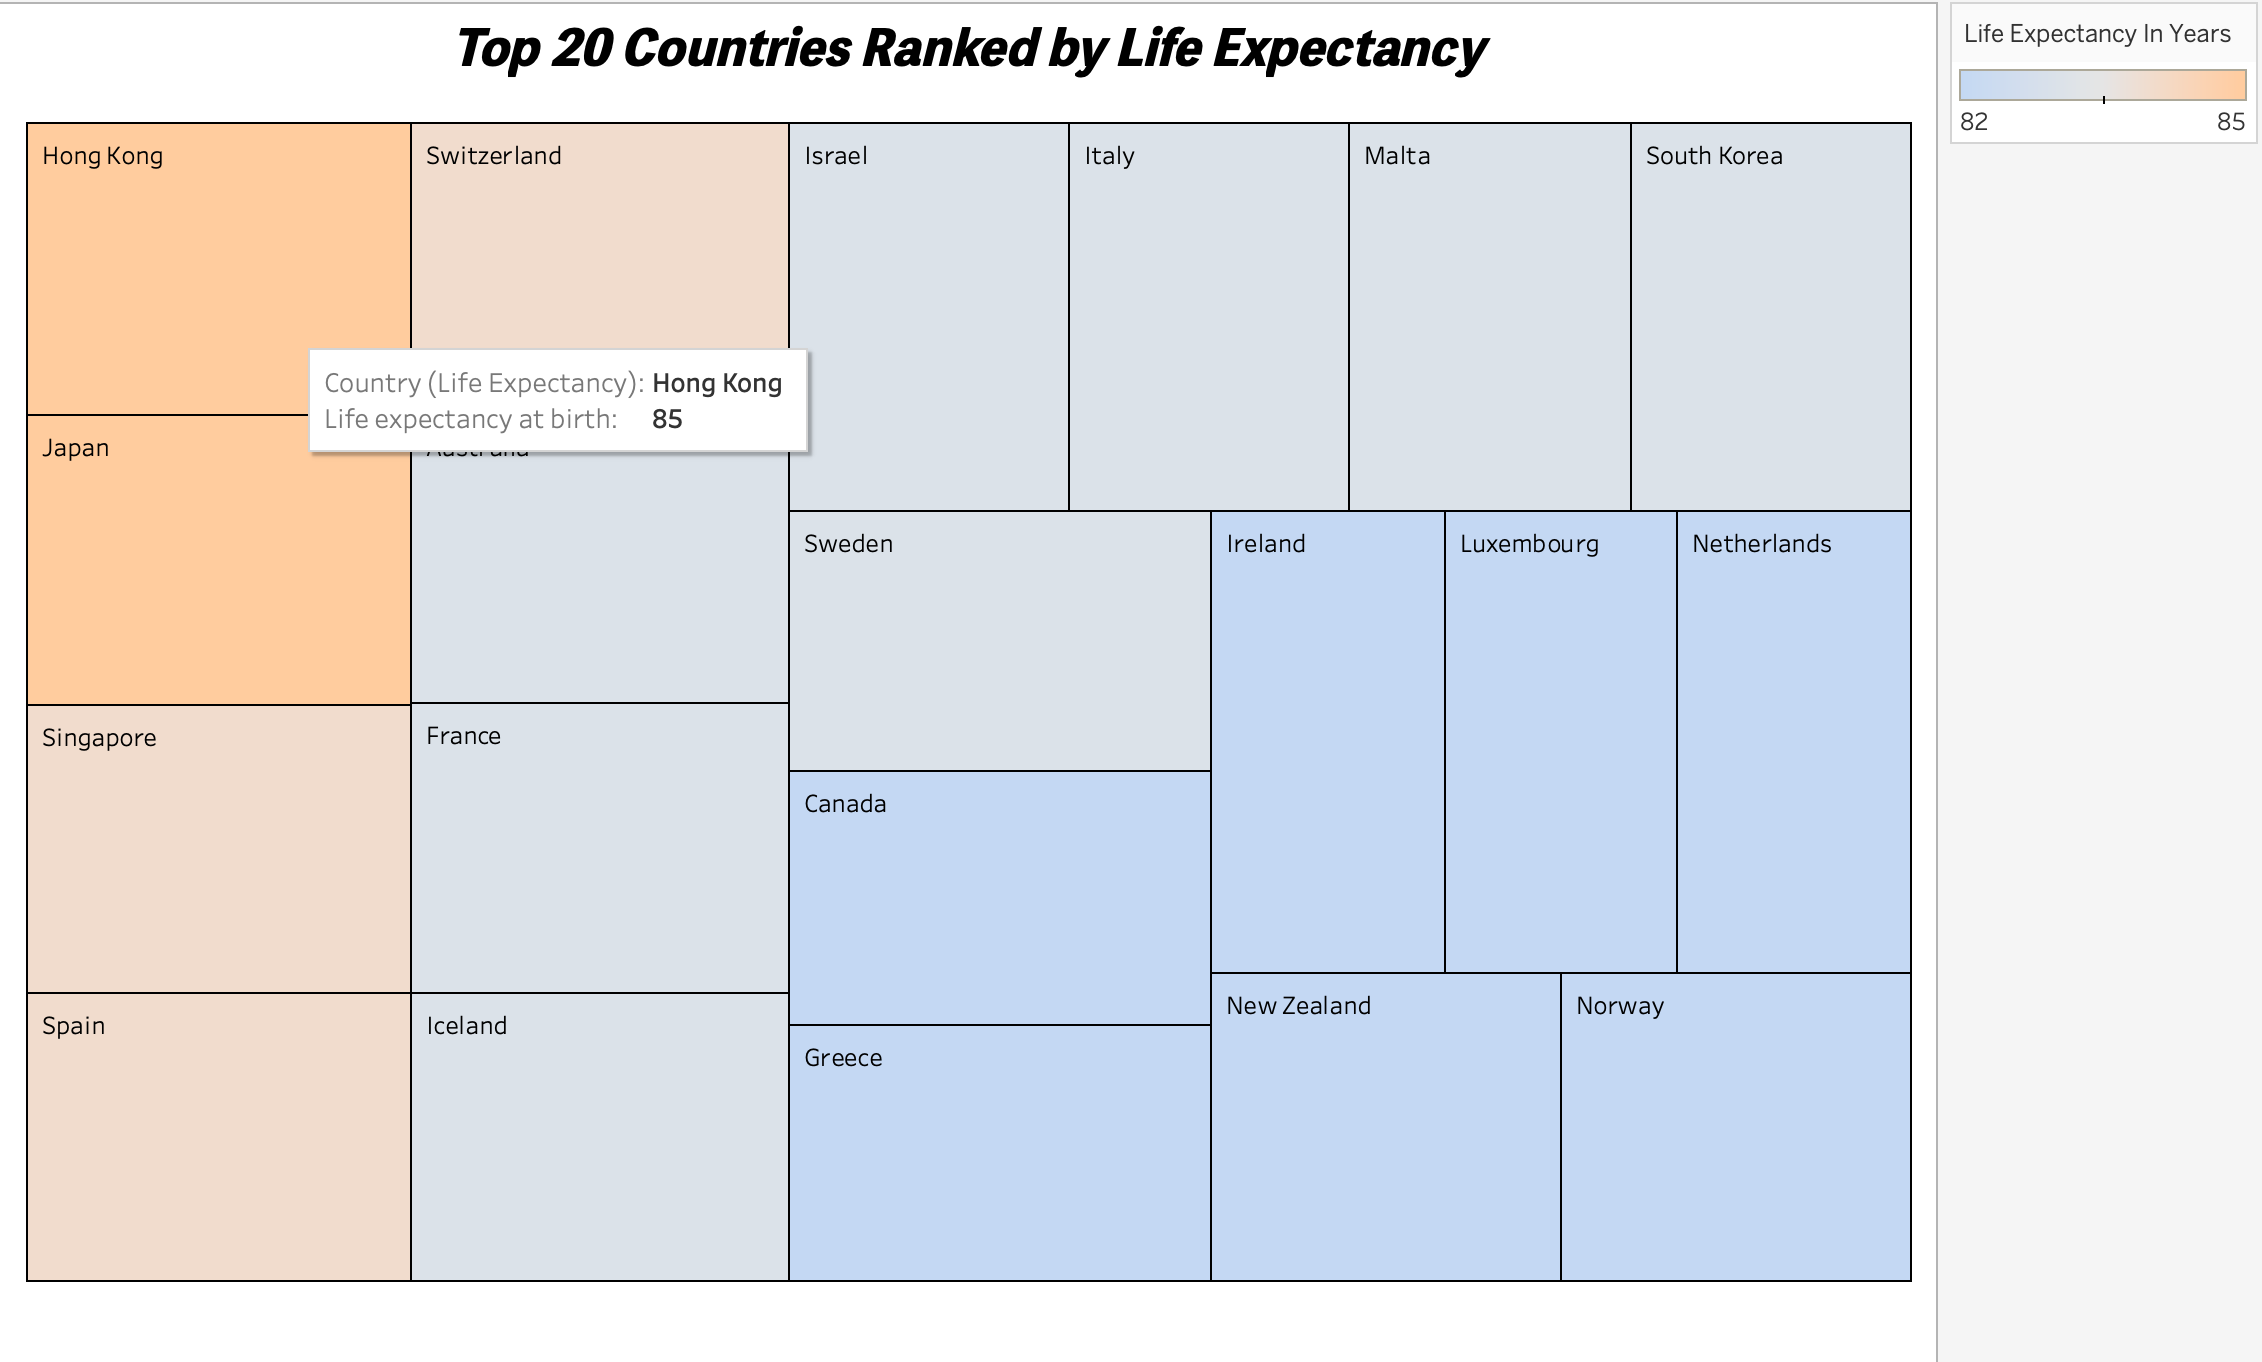 Top 20 Countries Ranked by Life Expectancy
Life Expectancy In Years
82
85
Hong Kong
Switzerland
Israel
Italy
Malta
South Korea
Country (Life Expectancy): Hong Kong
Life expectancy at birth: 85
Japan
Sweden
Ireland
Luxembourg
Netherlands
Singapore
France
Canada
Spain
Iceland
New Zealand
Norway
Greece